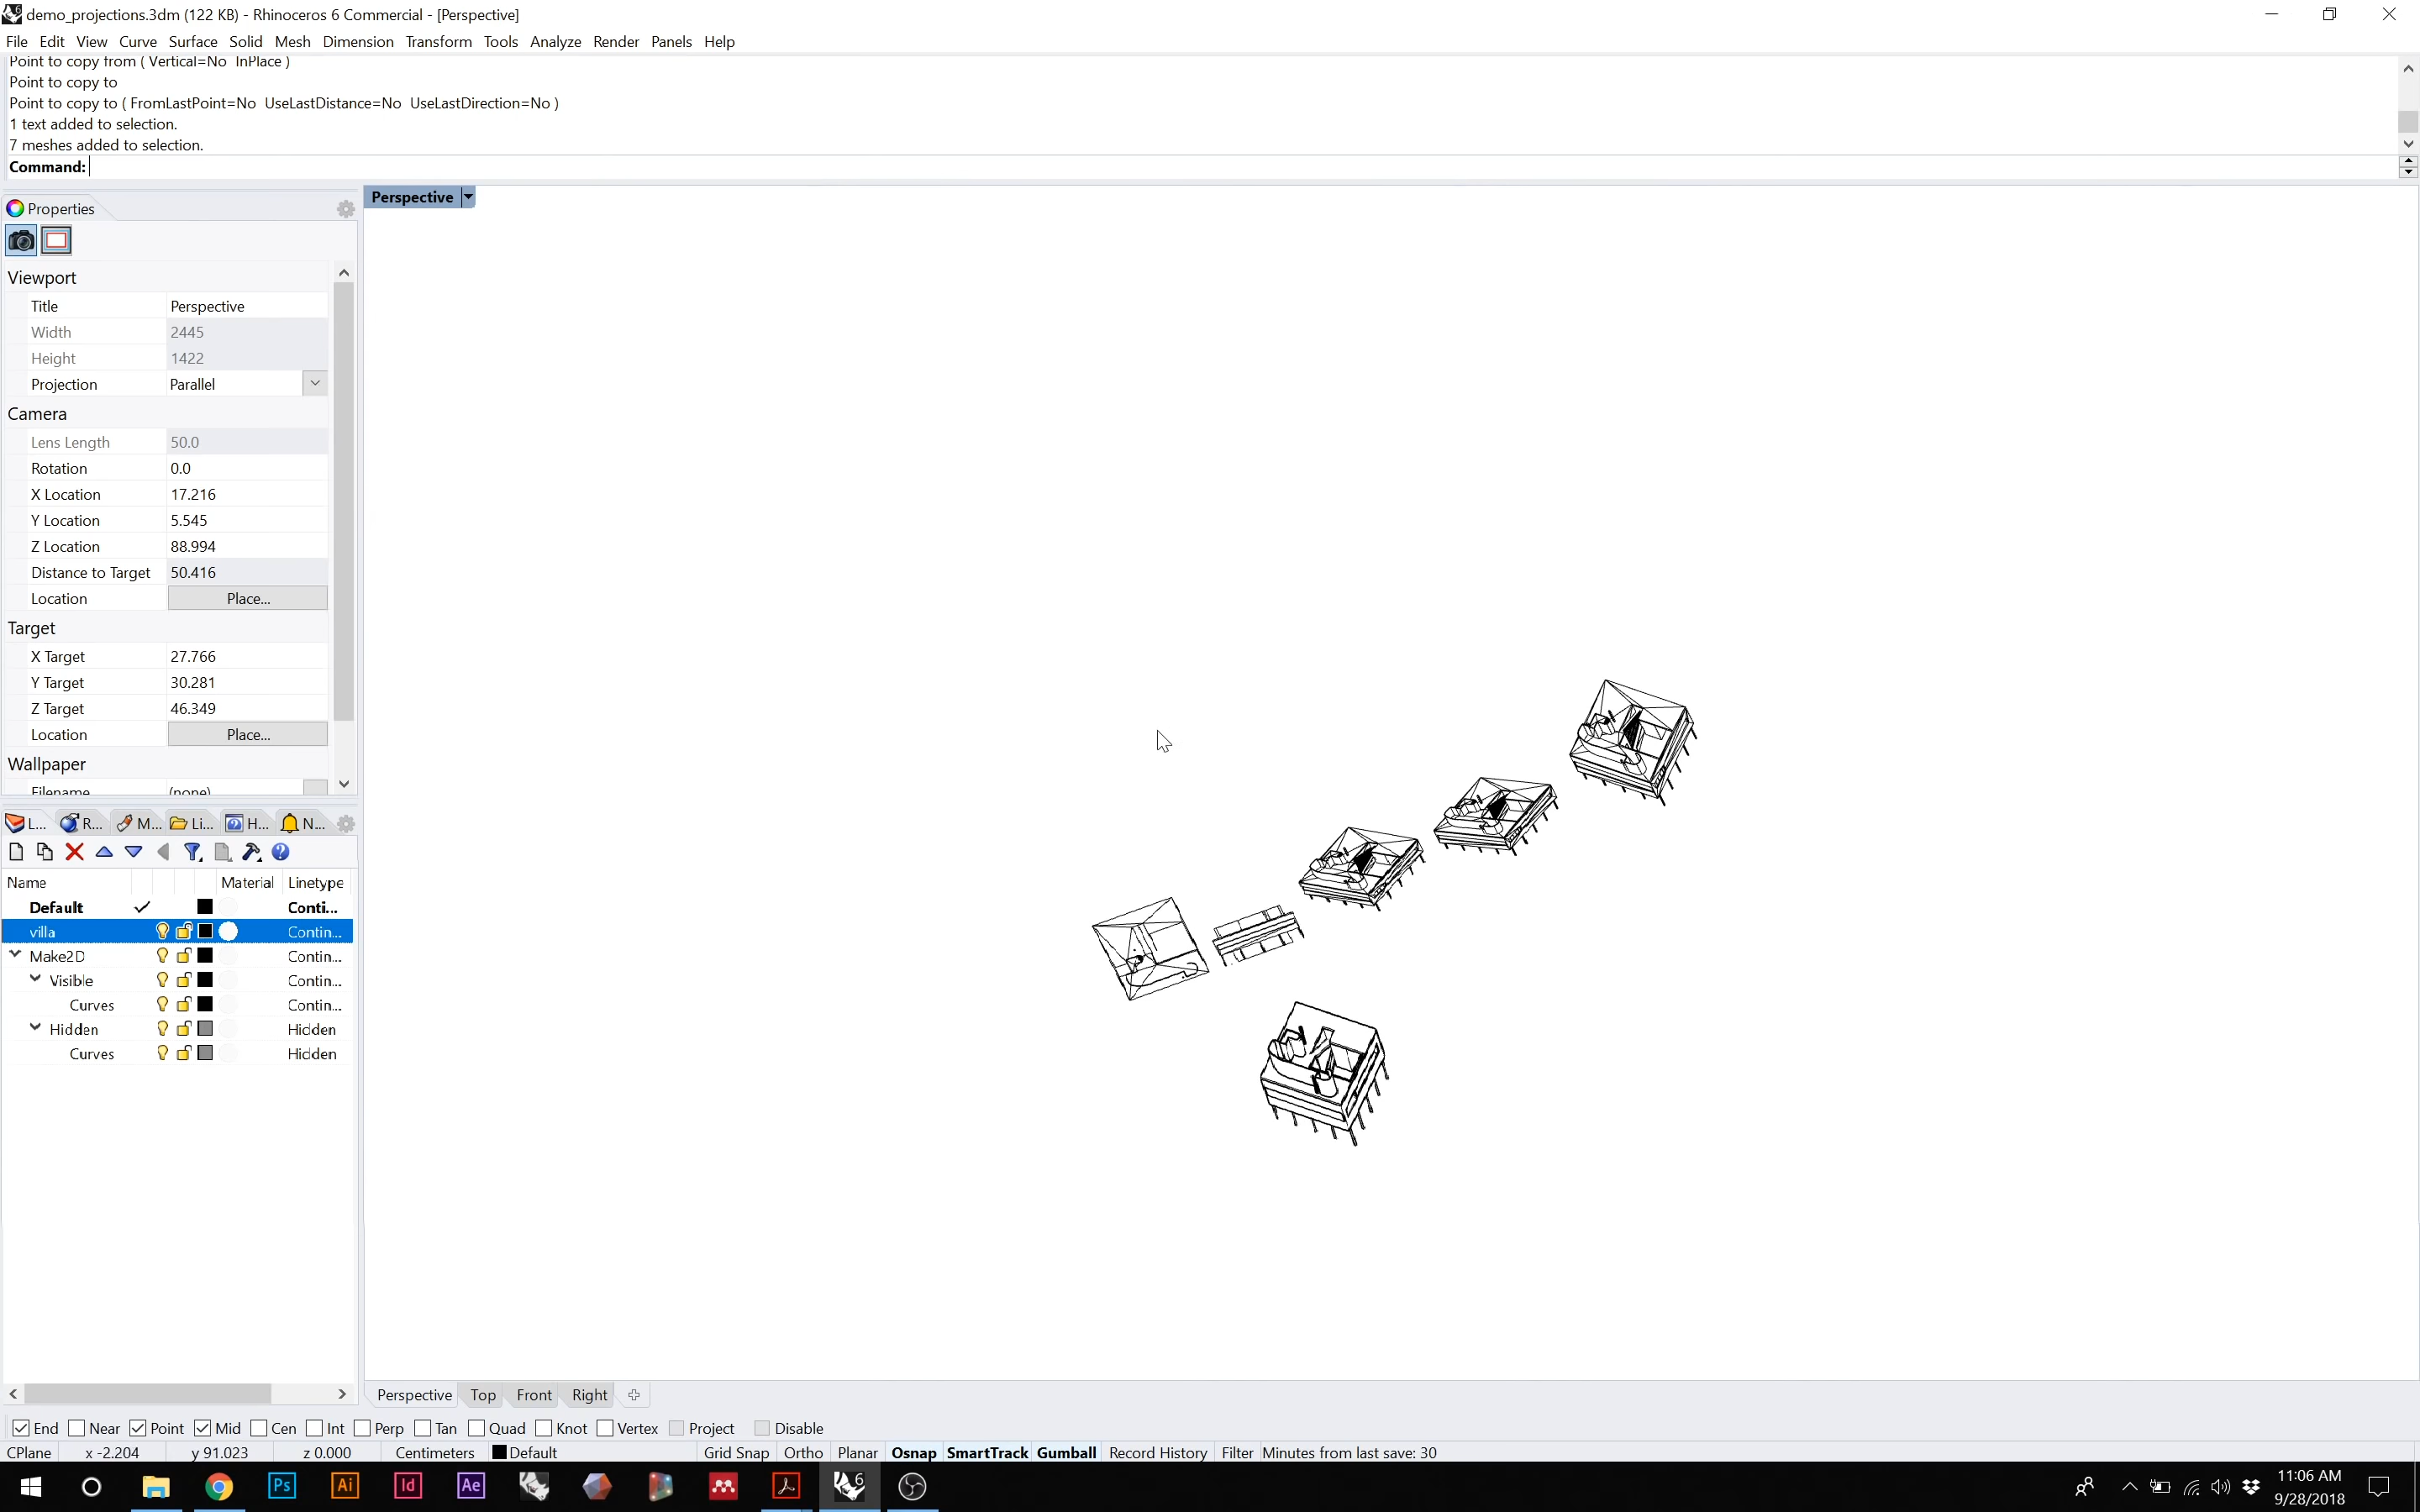 demo_projections.3dm (122 KB) - Rhinoceros 6 Commercial - [Perspective]
File Edit View Curve Surface Solid Mesh Dimension Transform Tools Analyze Render Panels Help
Point to copy from ( Vertical=No InPlace )
Point to copy to
Point to copy to ( FromLastPoint=No UseLastDistance=No UseLastDirection=No )
1 text added to selection.
7 meshes added to selection.
Command:
Properties
Perspective
Viewport
Title Perspective
Width 2445
Height 1422
Projection Parallel
Camera
Lens Length 50.0
Rotation 0.0
X Location 17.216
Y Location 5.545
Z Location 88.994
Distance to Target 50.416
Location Place...
Target
X Target 27.766
Y Target 30.281
Z Target 46.349
Location Place...
Wallpaper
Filename (none)
L... R... M... Li... H... N...
Name Material Linetype
Default Conti...
villa Contin...
Make2D Contin...
Visible Contin...
Curves Contin...
Hidden Hidden
Curves Hidden
Perspective Top Front Right
End Near Point Mid Cen Int Perp Tan Quad Knot Vertex Project Disable
CPlane x -2.204 y 91.023 z 0.000 Centimeters Default Grid Snap Ortho Planar Osnap SmartTrack Gumball Record History Filter Minutes from last save: 30
Ps Ai Id Ae 6
11:06 AM
9/28/2018